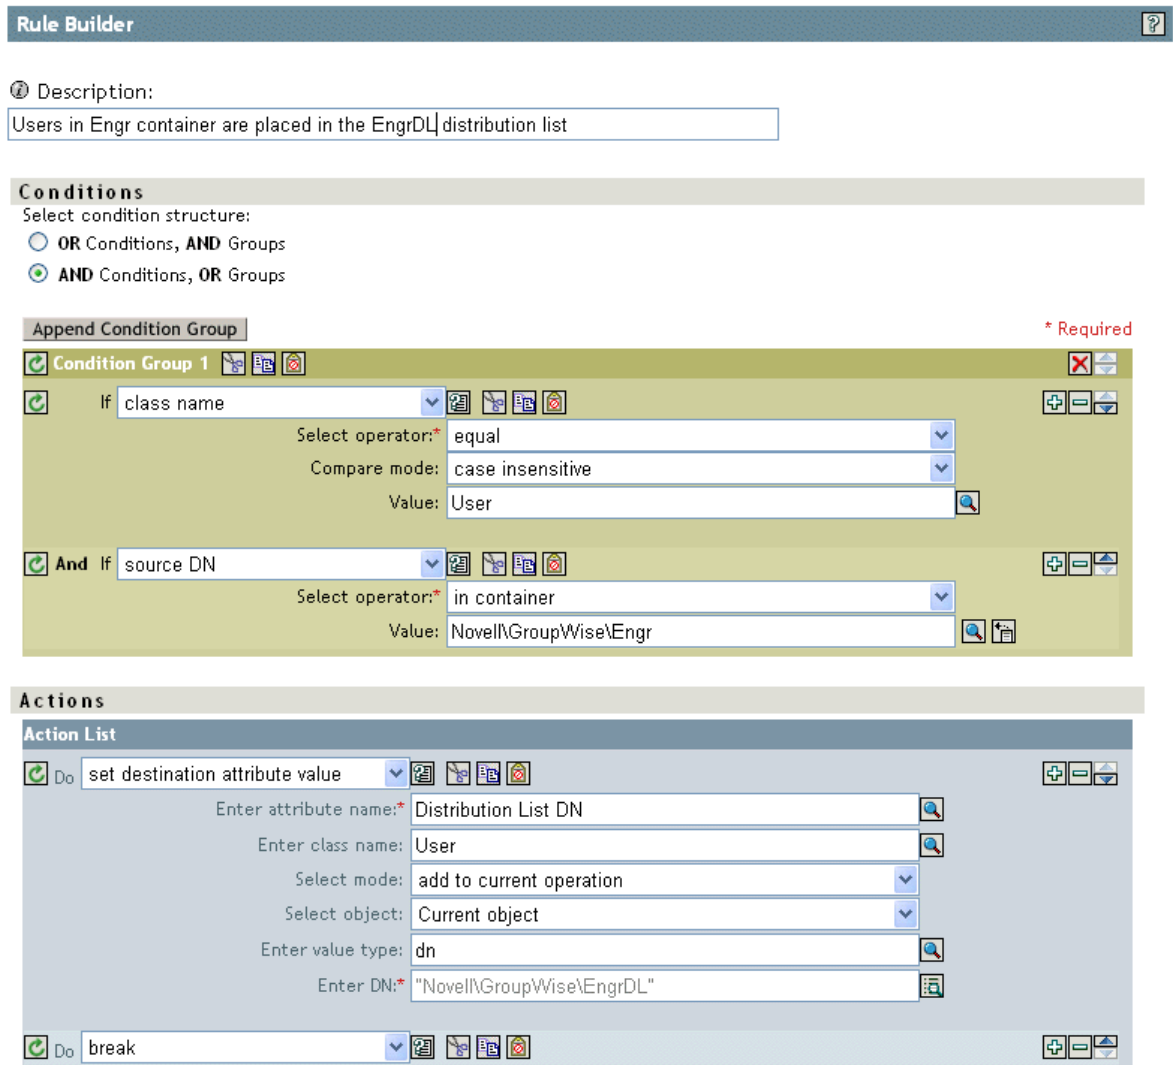 Rule Builder
Description:
Users in Engr container are placed in the EngrDL distribution list
Conditions
Select condition structure:
OR Conditions, AND Groups
AND Conditions, OR Groups
Append Condition Group
* Required
Condition Group 1
If class name
Select operator:* equal
Compare mode: case insensitive
Value: User
And If source DN
Select operator:* in container
Value: Novell\GroupWise\Engr
Actions
Action List
Do set destination attribute value
Enter attribute name:* Distribution List DN
Enter class name: User
Select mode: add to current operation
Select object: Current object
Enter value type: dn
Enter DN:* "Novell\GroupWise\EngrDL"
Do break